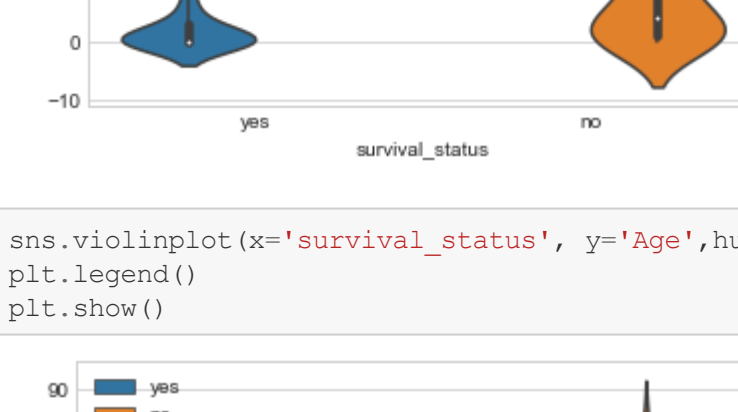 0
−10
yes no
survival_status
sns.violinplot(x='survival_status', y='Age',hu
plt.legend()
plt.show()
90 yes